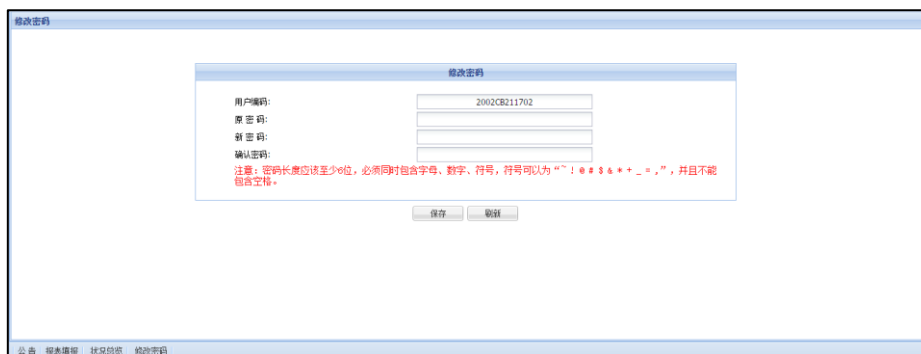 修改密码
修改密码
用户编码: 2002CB211702
原 密 码:
新 密 码:
确认密码:
注意：密码长度应该至少6位，必须同时包含字母、数字、符号，符号可以为“~ ! @ # $ & * + _ = ,”，并且不能
包含空格。
保存 刷新
公 告 报表填报 状况总览 修改密码